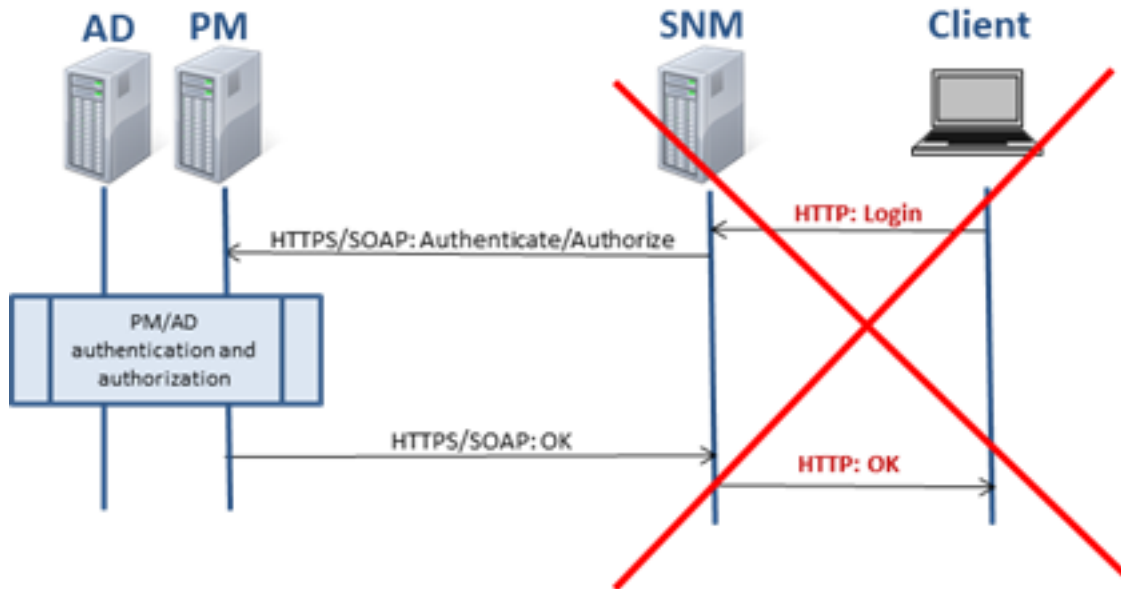 AD PM SNM Client
HTTP: Login
HTTPS/SOAP: Authenticate/Authorize
PM/AD
authentication and
authorization
HTTPS/SOAP: OK
HTTP: OK